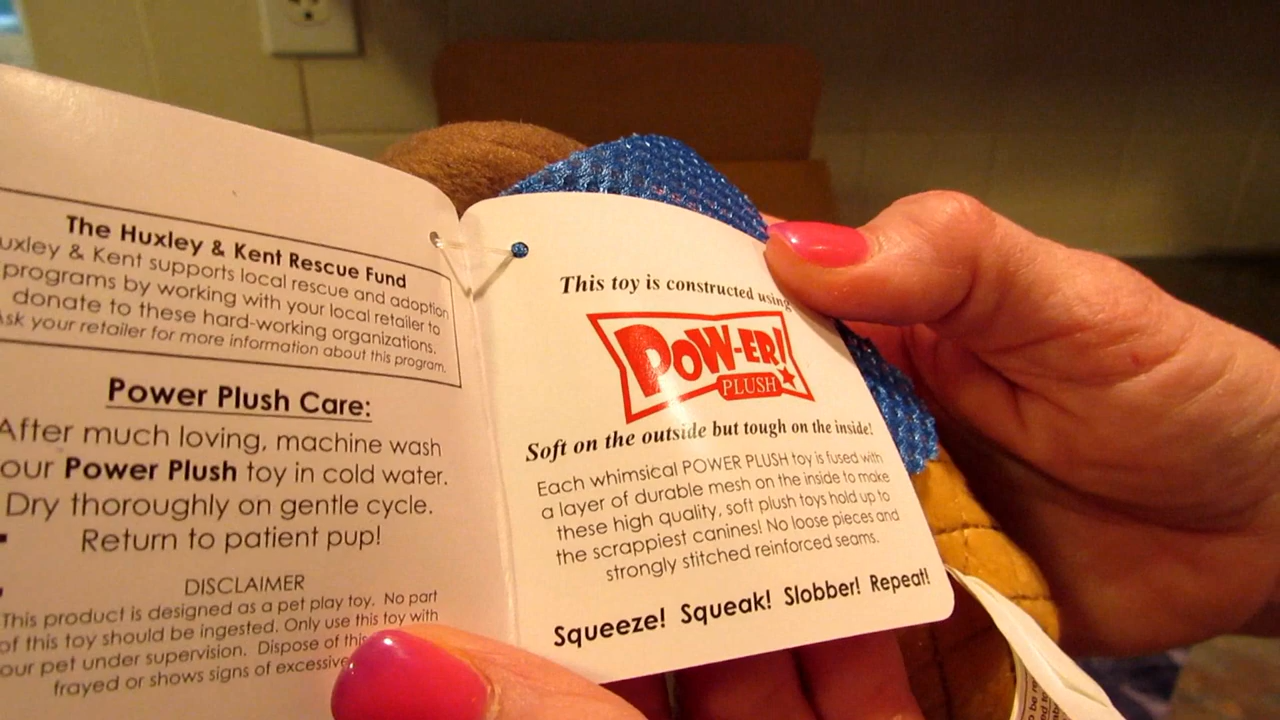 The Huxley & Kent Rescue Fund
uxley & Kent supports local rescue and adoption
programs by working with your local retailer to
donate to these hard-working organizations.
Ask your retailer for more information about this program.
Power Plush Care:
After much loving, machine wash
our Power Plush toy in cold water.
Dry thoroughly on gentle cycle.
Return to patient pup!
DISCLAIMER
This product is designed as a pet play toy. No part
of this toy should be ingested. Only use this toy with
our pet under supervision. Dispose of this
frayed or shows signs of excessive
This toy is constructed using
POW-ER!
PLUSH
Soft on the outside but tough on the inside!
Each whimsical POWER PLUSH toy is fused with
a layer of durable mesh on the inside to make
these high quality, soft plush toys hold up to
the scrappiest canines! No loose pieces and
strongly stitched reinforced seams.
Squeeze! Squeak! Slobber! Repeat!